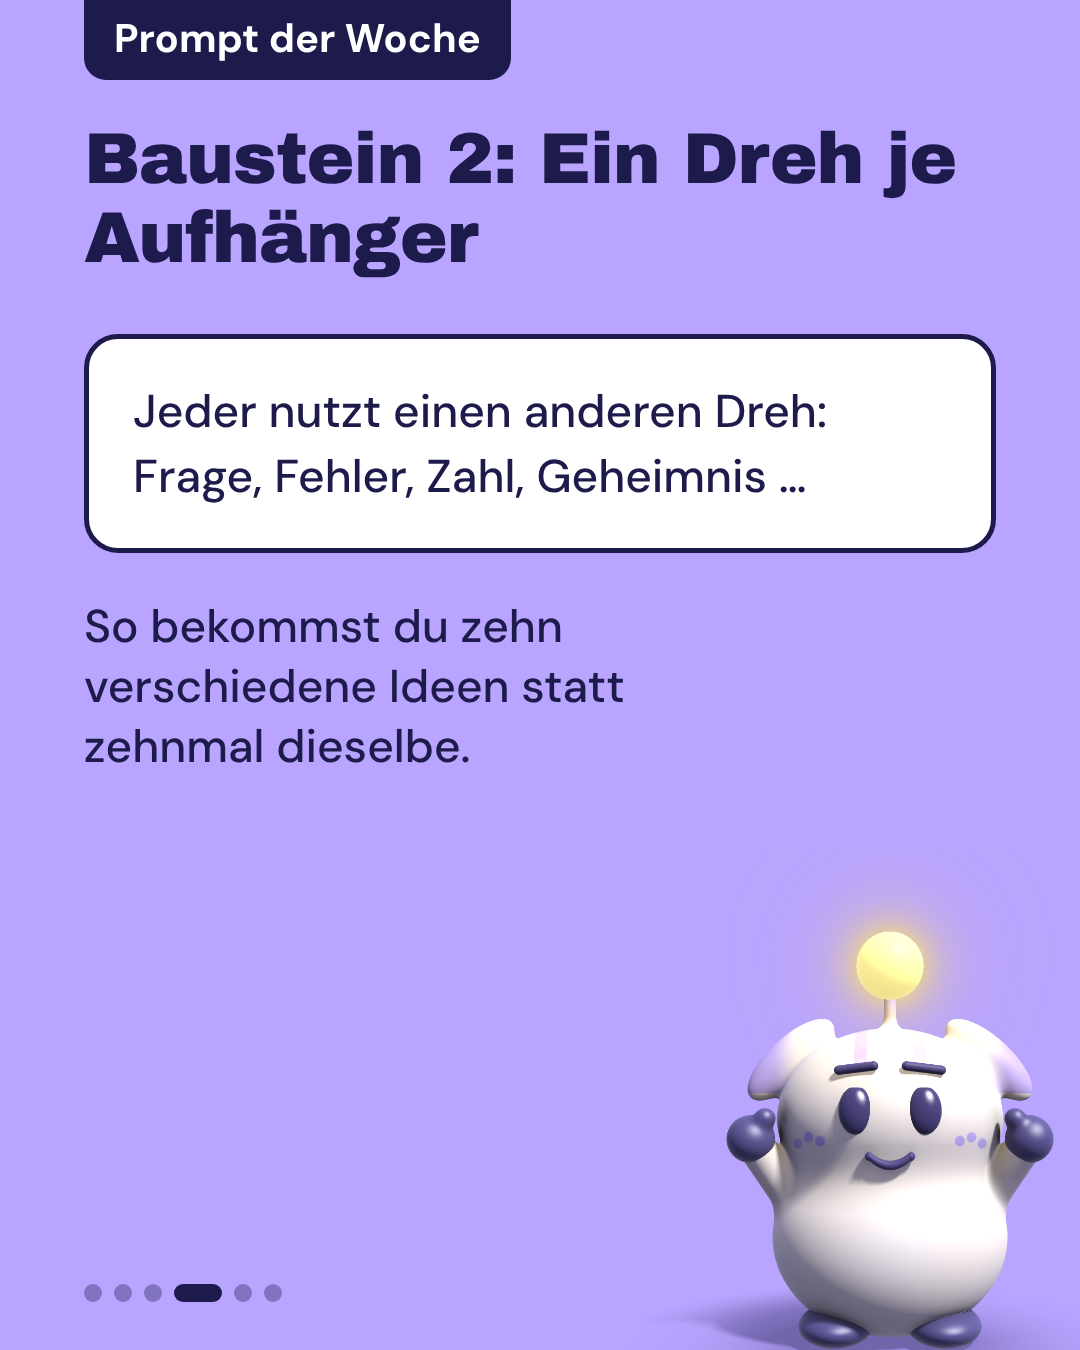 Prompt der Woche
Baustein 2: Ein Dreh je
Aufhänger
Jeder nutzt einen anderen Dreh:
Frage, Fehler, Zahl, Geheimnis ...
So bekommst du zehn
verschiedene Ideen statt
zehnmal dieselbe.